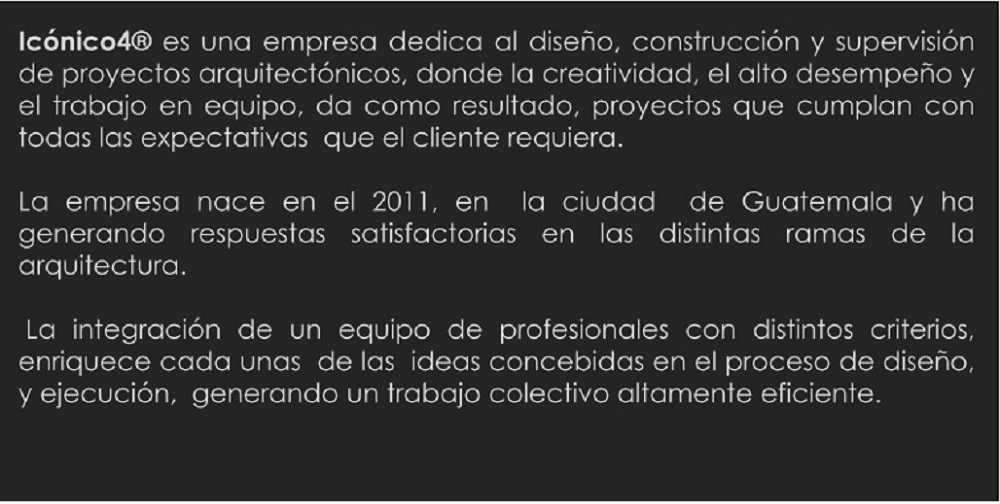 Icónico4® es una empresa dedica al diseño, construcción y supervisión
de proyectos arquitectónicos, donde la creatividad, el alto desempeño y
el trabajo en equipo, da como resultado, proyectos que cumplan con
todas las expectativas que el cliente requiera.
La empresa nace en el 2011, en la ciudad de Guatemala y ha
generando respuestas satisfactorias en las distintas ramas de la
arquitectura.
La integración de un equipo de profesionales con distintos criterios,
enriquece cada unas de las ideas concebidas en el proceso de diseño,
y ejecución, generando un trabajo colectivo altamente eficiente.